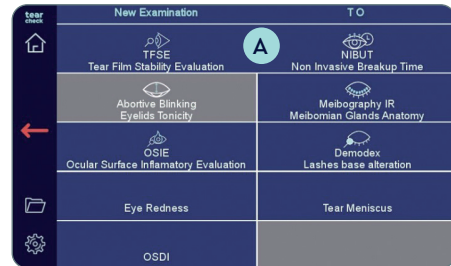 tear
check
New Examination
T O
A
TFSE
Tear Film Stability Evaluation
NIBUT
Non Invasive Breakup Time
Abortive Blinking
Eyelids Tonicity
Meibography IR
Meibomian Glands Anatomy
OSIE
Ocular Surface Inflamatory Evaluation
Demodex
Lashes base alteration
Eye Redness
Tear Meniscus
OSDI